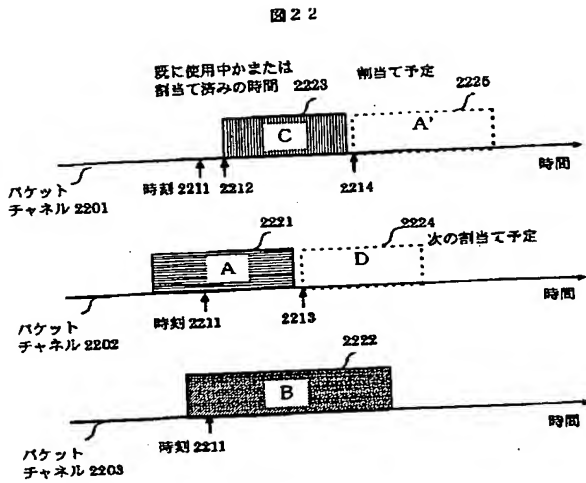 図22
既に使用中かまたは
割当て済みの時間
2223
割当て予定
2225
C
A'
時刻 2211
2212
2214
時間
パケット
チャネル 2201
2221
2224
次の割当て予定
A
D
時刻 2211
2213
時間
パケット
チャネル 2202
2222
B
時刻 2211
時間
パケット
チャネル 2203